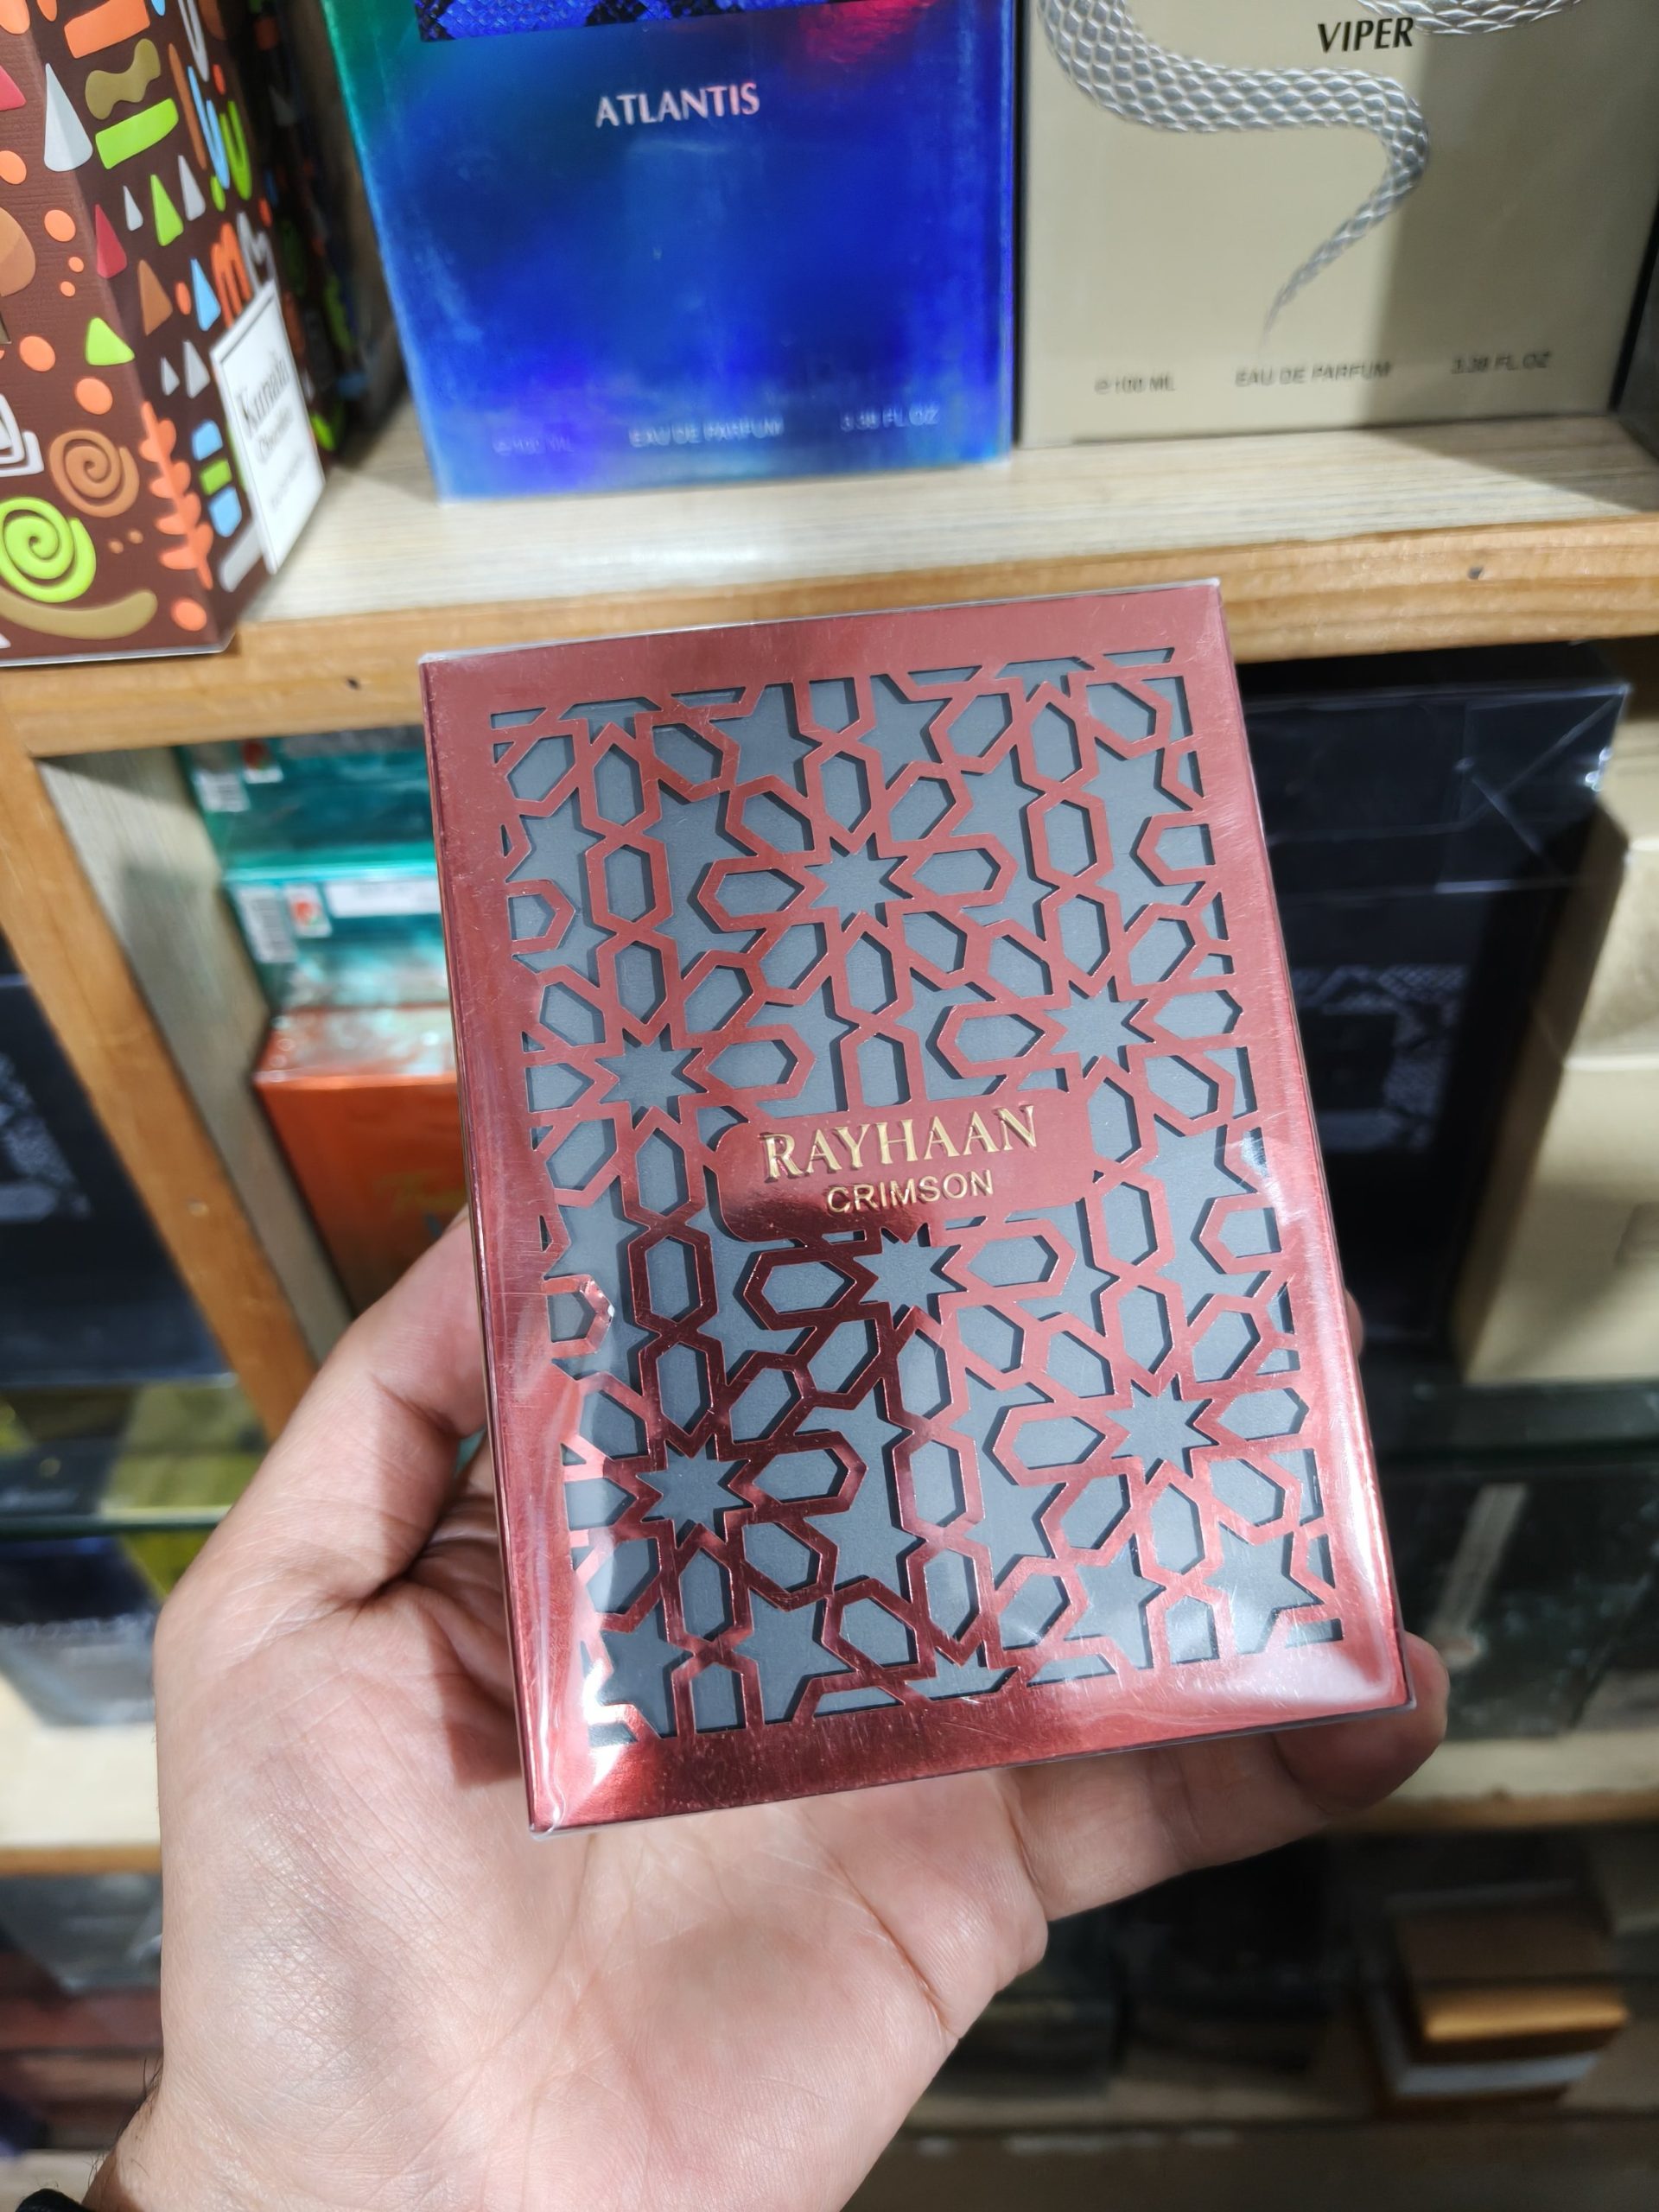 VIPER
ATLANTIS
℮100 ML EAU DE PARFUM 3.38 FL.OZ
EAU DE PARFUM 3.38 FL.OZ
RAYHAAN
CRIMSON